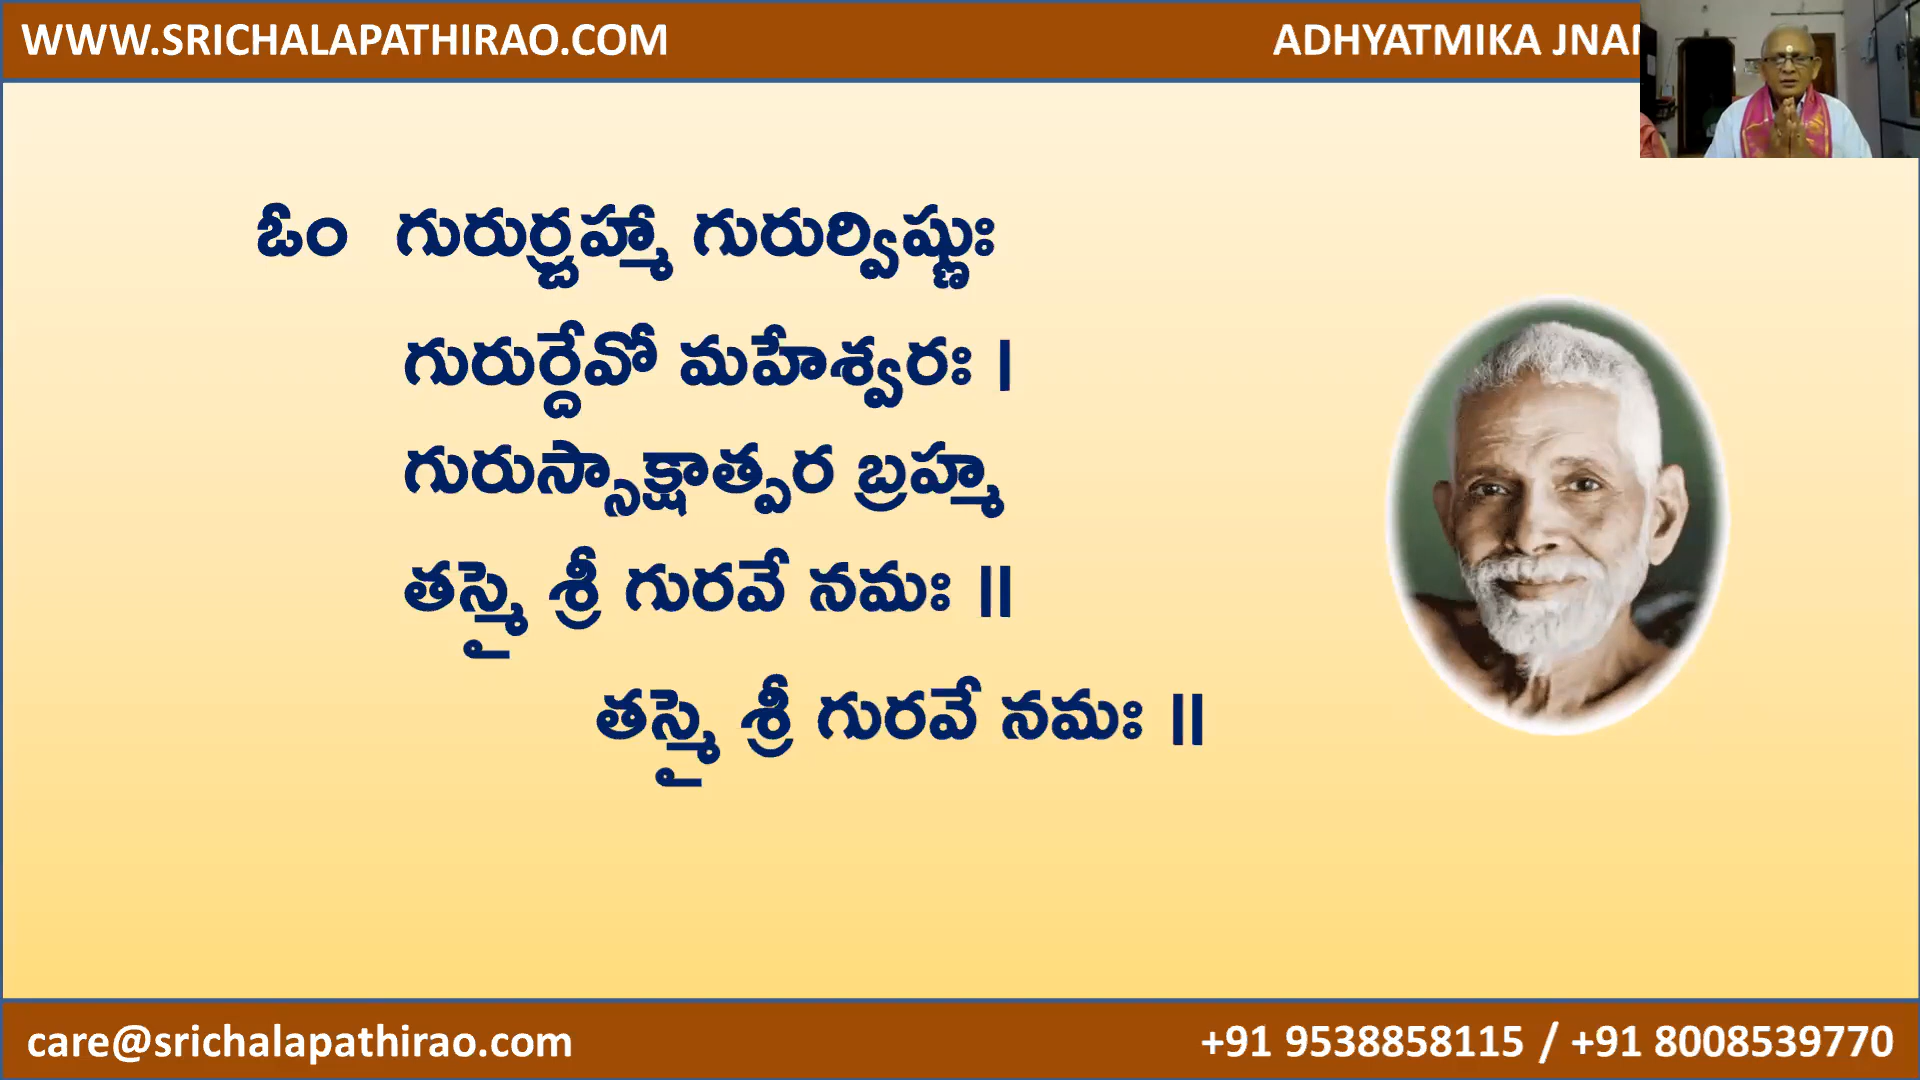 WWW.SRICHALAPATHIRAO.COM
ADHYATMIKA
ఓం గురుర్బ్రహ్మా గురుర్విష్ణుః
గురుర్దేవో మహేశ్వరః ।
గురుస్సాక్షాత్పర బ్రహ్మ
తస్మై శ్రీ గురవే నమః ॥
తస్మై శ్రీ గురవే నమః ॥
care@srichalapathirao.com
+91 9538858115 / +91 8008539770